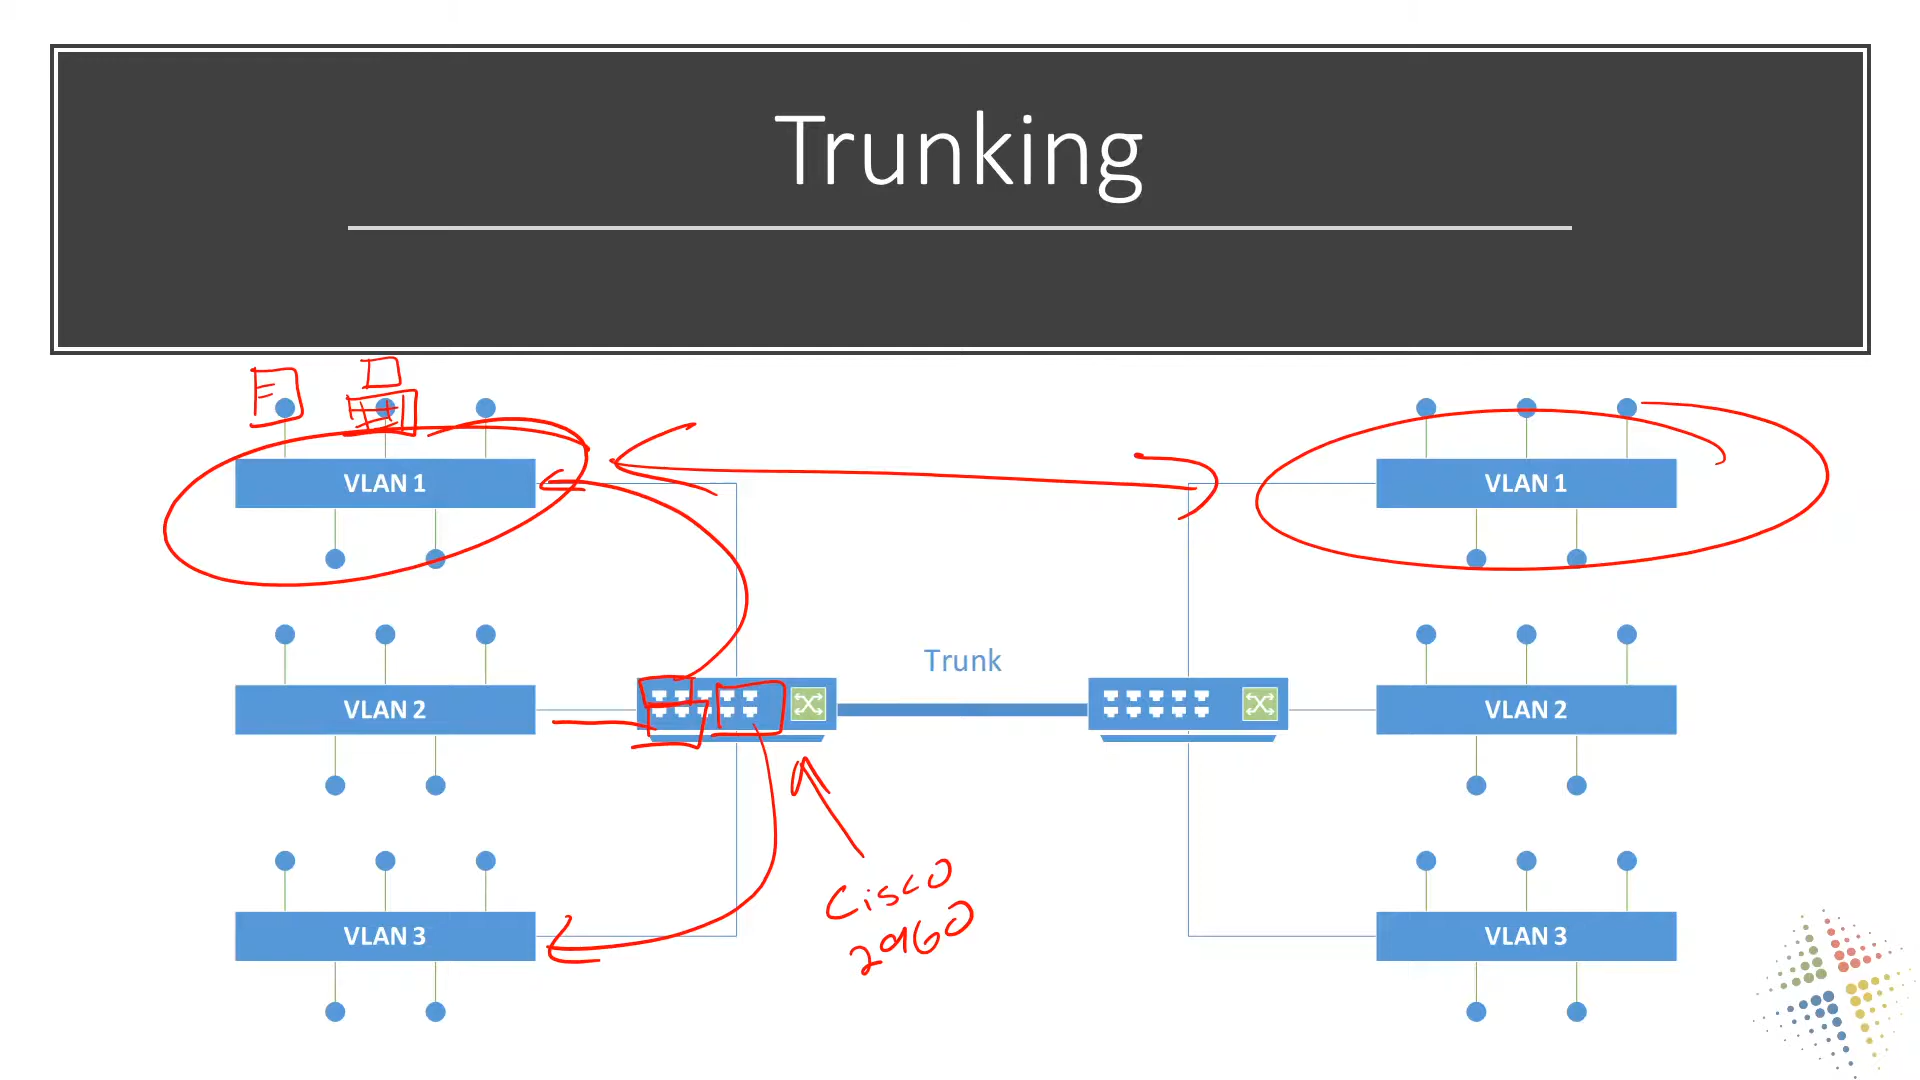 Trunking
VLAN 1
VLAN 1
Trunk
VLAN 2
VLAN 2
Cisco
2960
VLAN 3
VLAN 3